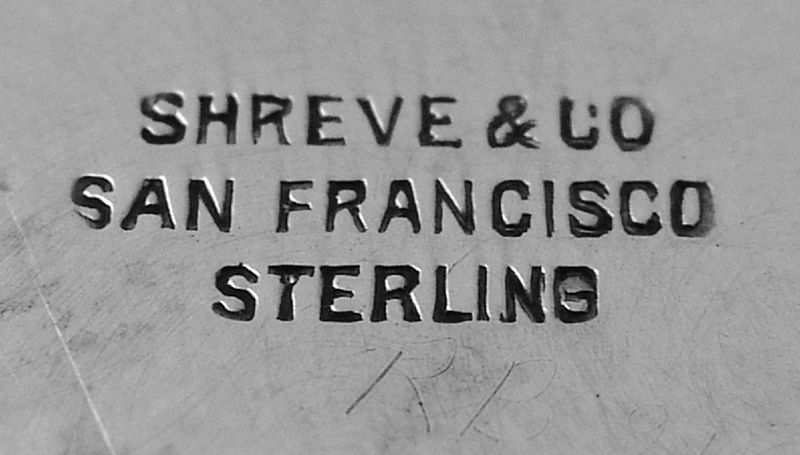 SHREVE & CO
SAN FRANCISCO
STERLING